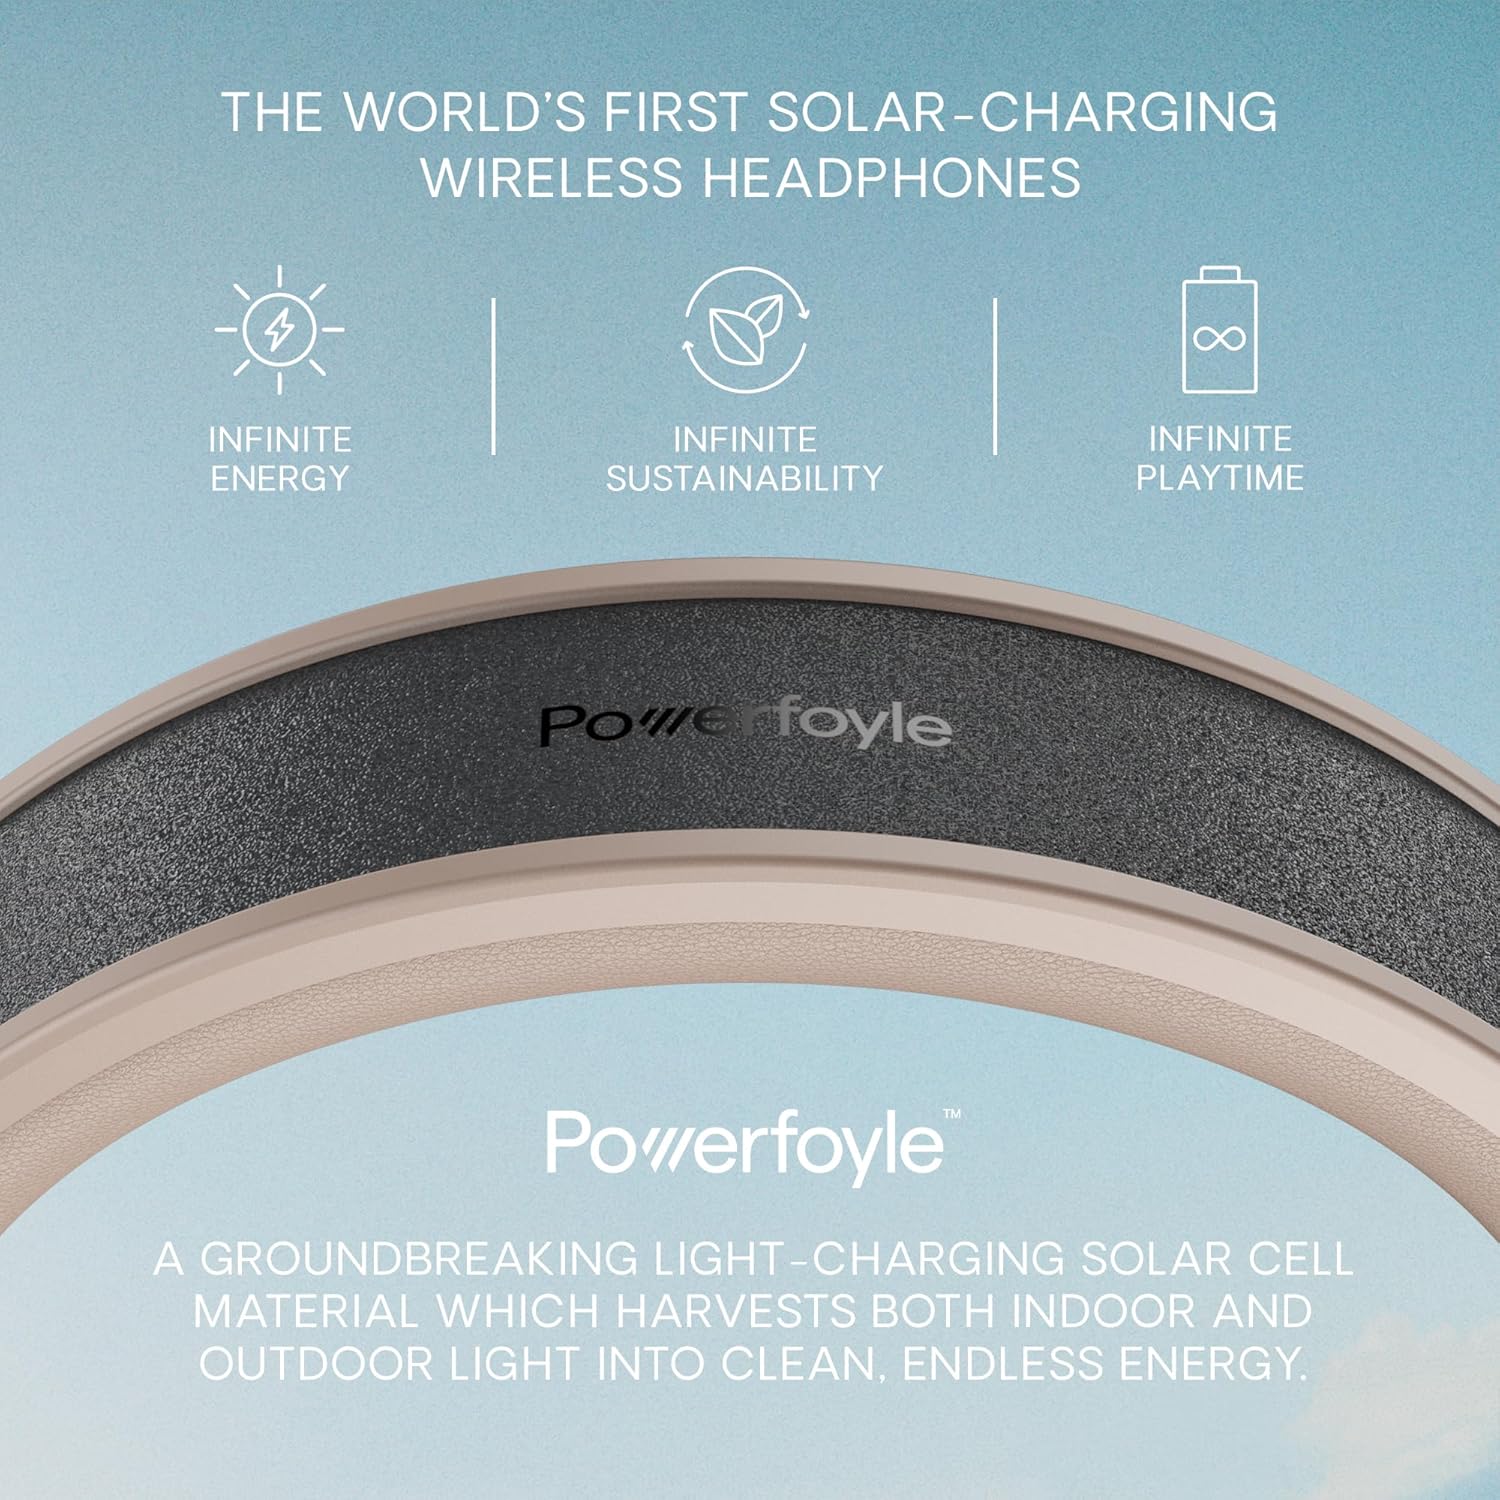 THE WORLD'S FIRST SOLAR-CHARGING
WIRELESS HEADPHONES
INFINITE
ENERGY
INFINITE
SUSTAINABILITY
INFINITE
PLAYTIME
Powerfoyle
Powerfoyle™
A GROUNDBREAKING LIGHT-CHARGING SOLAR CELL
MATERIAL WHICH HARVESTS BOTH INDOOR AND
OUTDOOR LIGHT INTO CLEAN, ENDLESS ENERGY.